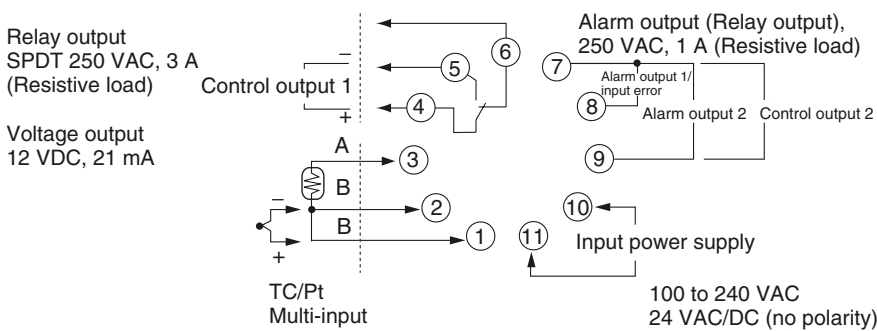 Relay output
SPDT 250 VAC, 3 A
(Resistive load)
Voltage output
12 VDC, 21 mA
Control output 1
−
+
6
5
4
A
3
B
2
B
1
−
+
TC/Pt
Multi-input
Alarm output (Relay output),
250 VAC, 1 A (Resistive load)
7
Alarm output 1/
input error
8
Alarm output 2
Control output 2
9
10
11
Input power supply
100 to 240 VAC
24 VAC/DC (no polarity)